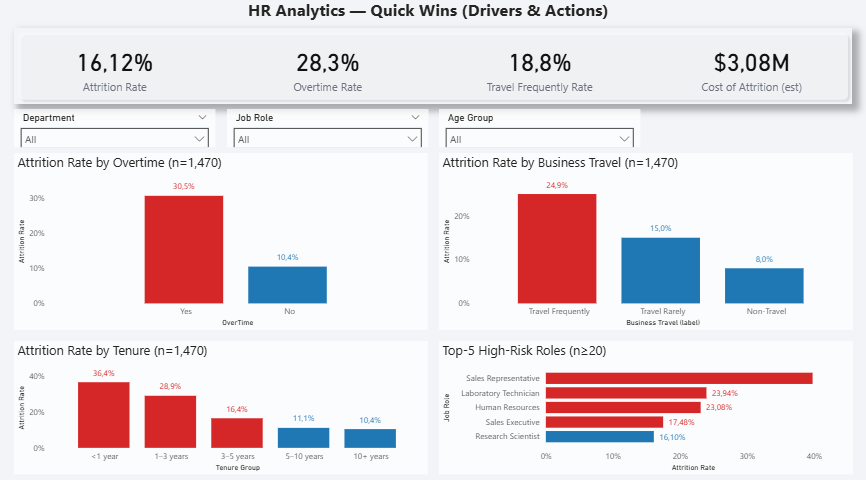 HR Analytics — Quick Wins (Drivers & Actions)
16,12%
Attrition Rate
28,3%
Overtime Rate
18,8%
Travel Frequently Rate
$3,08M
Cost of Attrition (est)
Department
All
Job Role
All
Age Group
All
Attrition Rate by Overtime (n=1,470)
Attrition Rate
30%
20%
10%
0%
30,5%
10,4%
Yes
No
OverTime
Attrition Rate by Business Travel (n=1,470)
Attrition Rate
20%
10%
0%
24,9%
15,0%
8,0%
Travel Frequently
Travel Rarely
Non-Travel
Business Travel (label)
Attrition Rate by Tenure (n=1,470)
Attrition Rate
40%
20%
0%
36,4%
28,9%
16,4%
11,1%
10,4%
<1 year
1–3 years
3–5 years
5–10 years
10+ years
Tenure Group
Top-5 High-Risk Roles (n≥20)
Job Role
Sales Representative
Laboratory Technician
23,94%
Human Resources
23,08%
Sales Executive
17,48%
Research Scientist
16,10%
0%
10%
20%
30%
40%
Attrition Rate